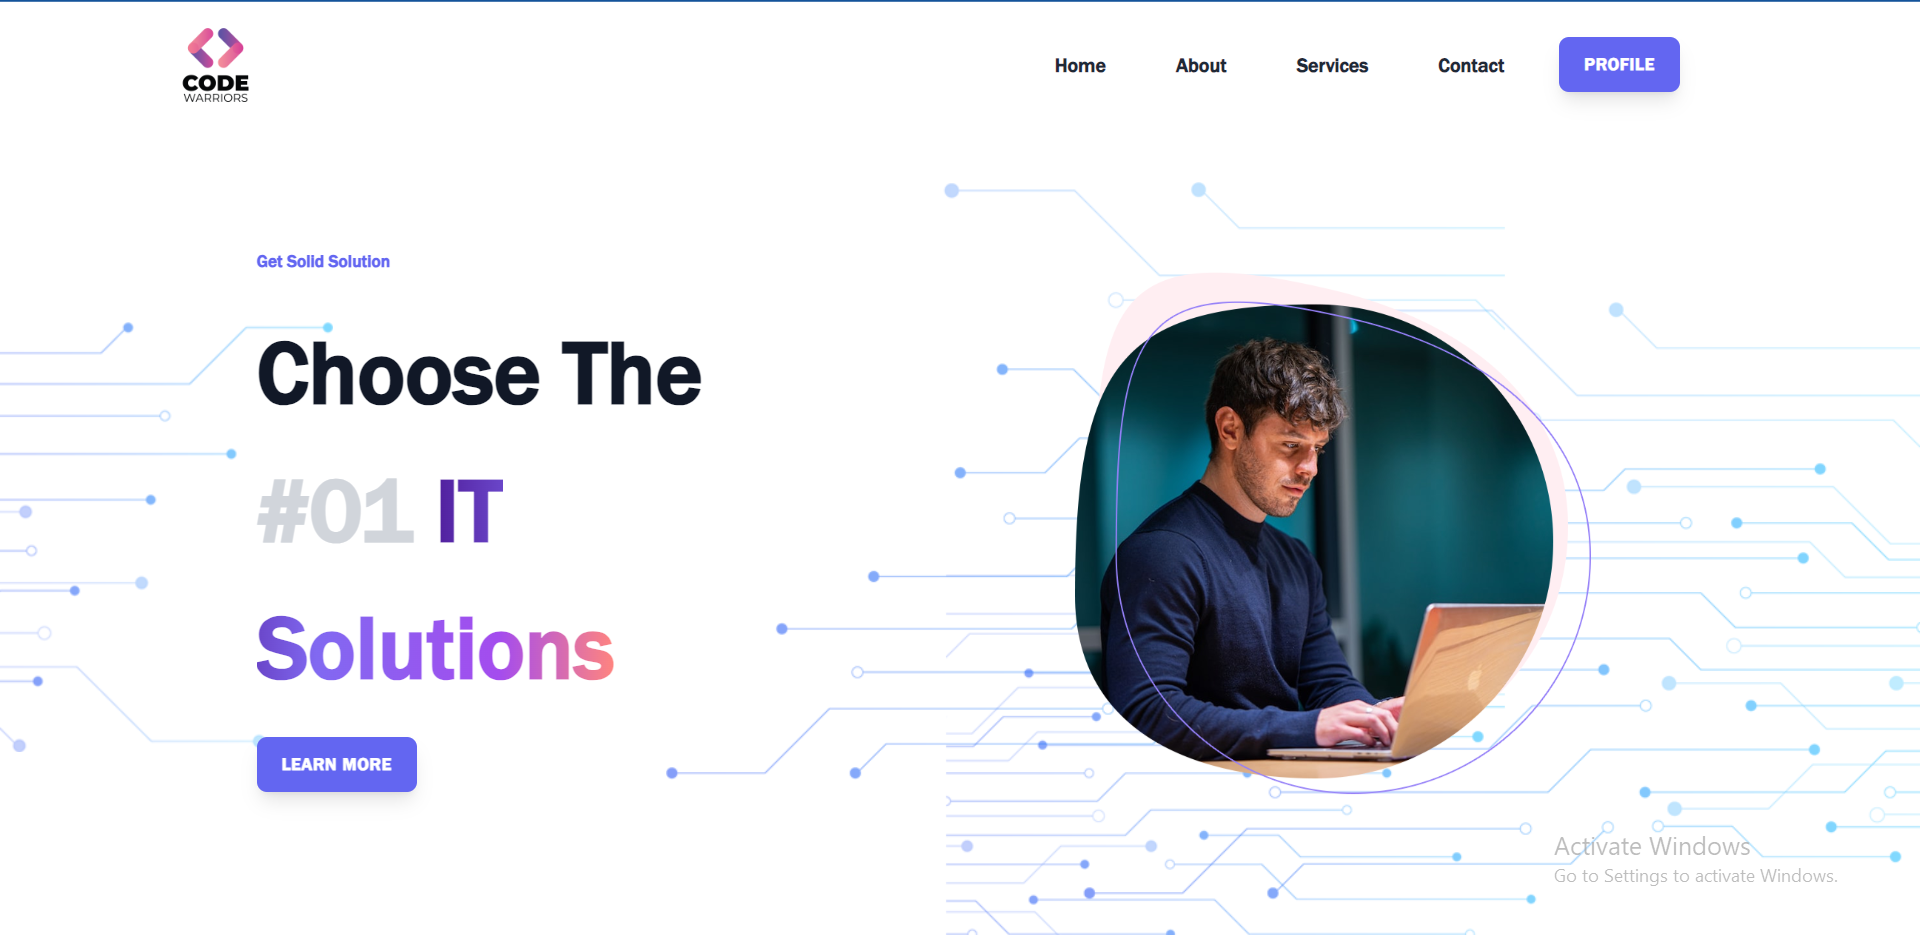 CODE
WARRIORS
Home
About
Services
Contact
PROFILE
Get Solid Solution
Choose The
#01 IT
Solutions
LEARN MORE
Activate Windows
Go to Settings to activate Windows.